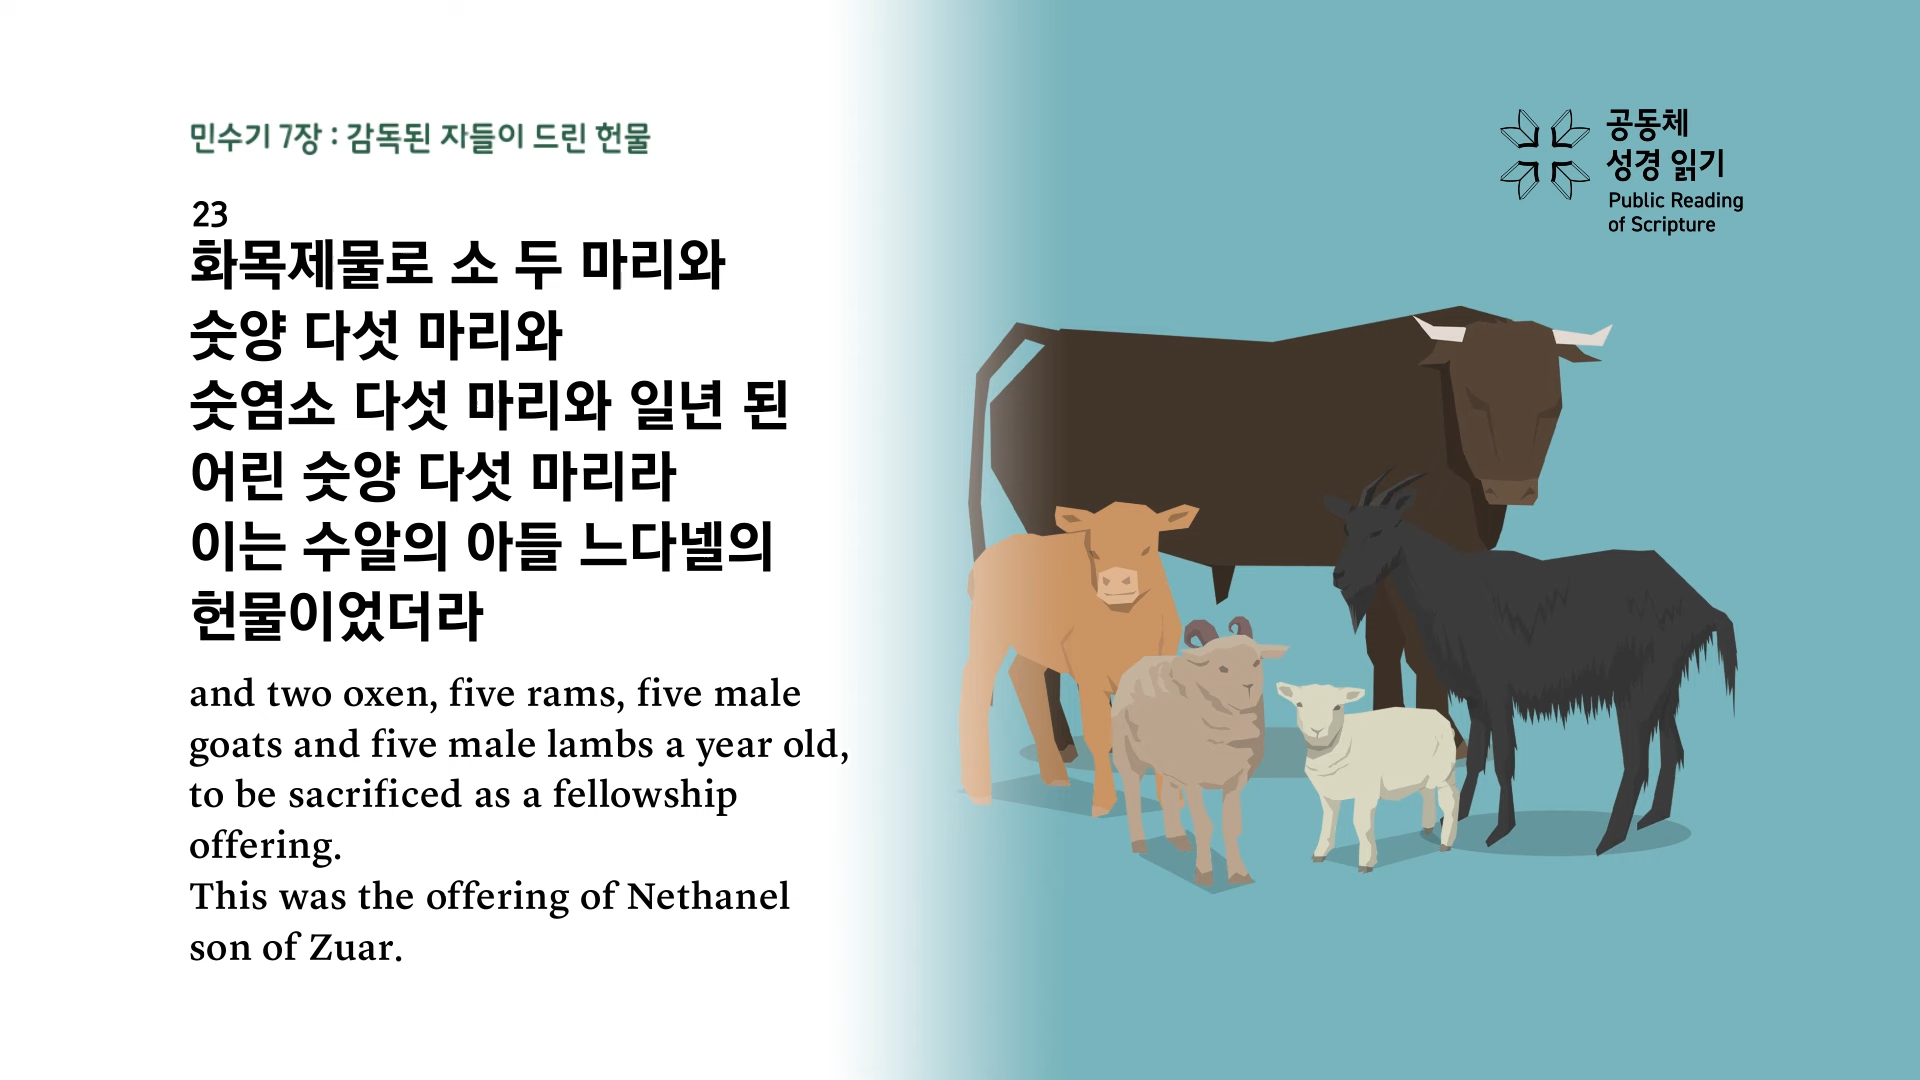 민수기 7장 : 감독된 자들이 드린 헌물
23
화목제물로 소 두 마리와
숫양 다섯 마리와
숫염소 다섯 마리와 일년 된
어린 숫양 다섯 마리라
이는 수알의 아들 느다넬의
헌물이었더라
and two oxen, five rams, five male
goats and five male lambs a year old,
to be sacrificed as a fellowship
offering.
This was the offering of Nethanel
son of Zuar.
공동체
성경 읽기
Public Reading
of Scripture